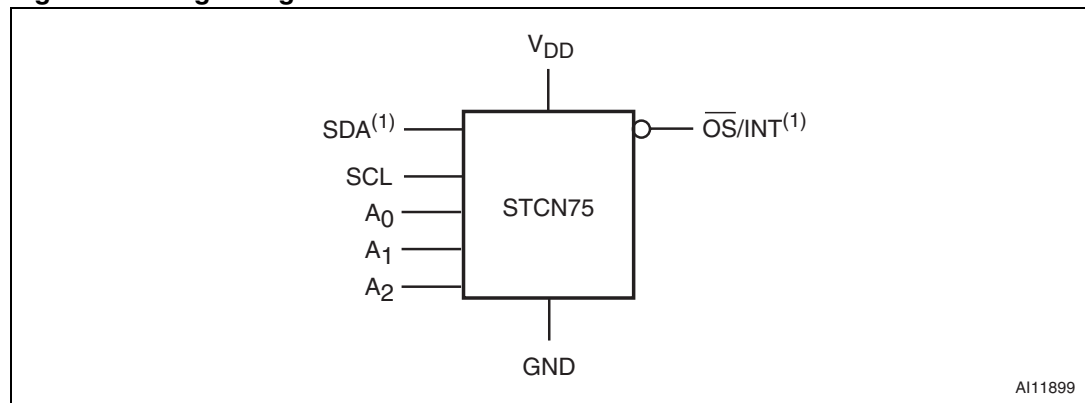 V_DD
SDA(1)
OS/INT(1)
SCL
STCN75
A0
A1
A2
GND
AI11899